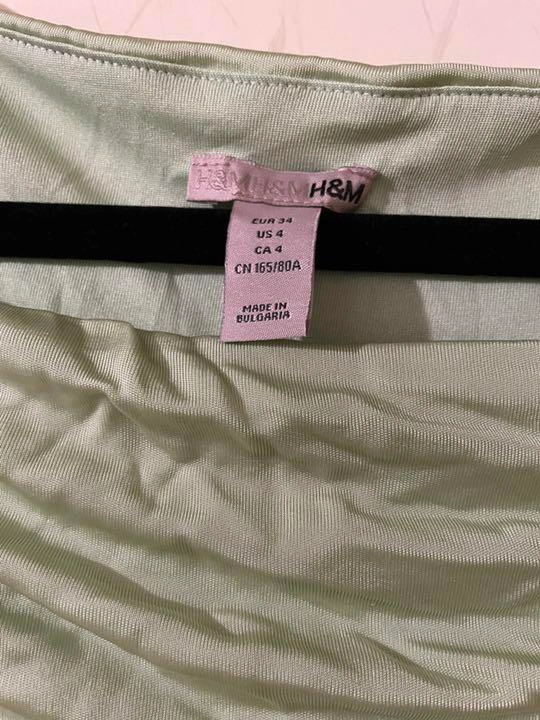 H&MH&MH&M
EUR 34
US 4
CA 4
CN 165/80A
MADE IN
BULGARIA